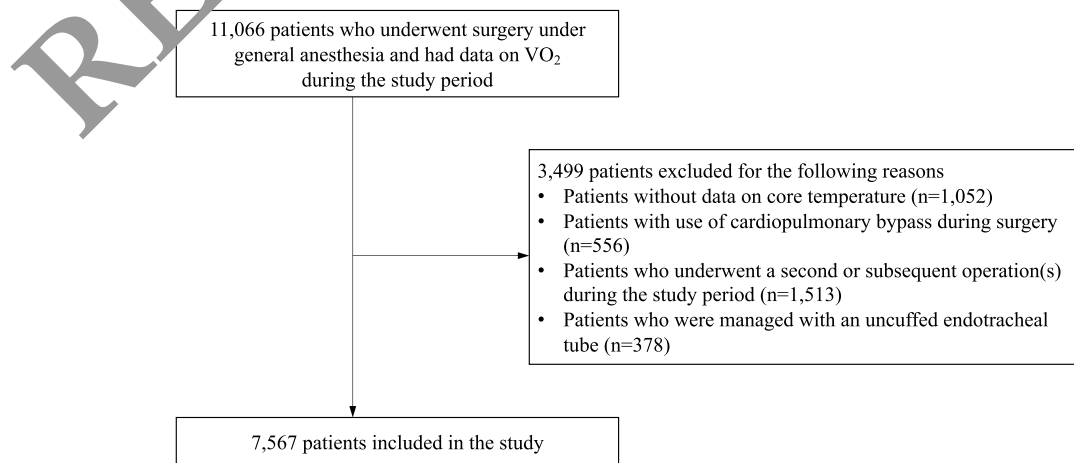 11,066 patients who underwent surgery under
general anesthesia and had data on VO₂
during the study period
3,499 patients excluded for the following reasons
• Patients without data on core temperature (n=1,052)
• Patients with use of cardiopulmonary bypass during surgery
(n=556)
• Patients who underwent a second or subsequent operation(s)
during the study period (n=1,513)
• Patients who were managed with an uncuffed endotracheal
tube (n=378)
7,567 patients included in the study